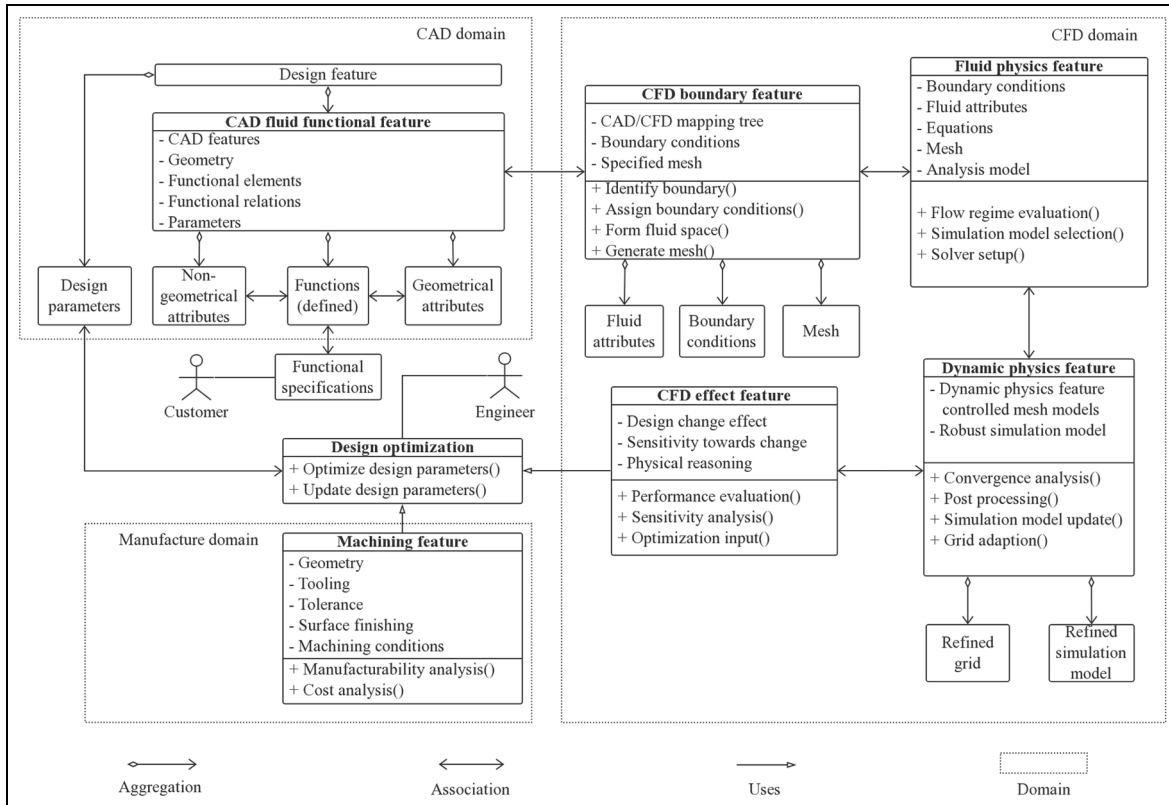 CAD domain
Design feature
CAD fluid functional feature
- CAD features
- Geometry
- Functional elements
- Functional relations
- Parameters
Design
parameters
Non-
geometrical
attributes
Functions
(defined)
Geometrical
attributes
Functional
specifications
Customer
Engineer
Design optimization
+ Optimize design parameters()
+ Update design parameters()
Manufacture domain
Machining feature
- Geometry
- Tooling
- Tolerance
- Surface finishing
- Machining conditions
+ Manufacturability analysis()
+ Cost analysis()
CFD domain
CFD boundary feature
- CAD/CFD mapping tree
- Boundary conditions
- Specified mesh
+ Identify boundary()
+ Assign boundary conditions()
+ Form fluid space()
+ Generate mesh()
Fluid
attributes
Boundary
conditions
Mesh
Fluid physics feature
- Boundary conditions
- Fluid attributes
- Equations
- Mesh
- Analysis model
+ Flow regime evaluation()
+ Simulation model selection()
+ Solver setup()
CFD effect feature
- Design change effect
- Sensitivity towards change
- Physical reasoning
+ Performance evaluation()
+ Sensitivity analysis()
+ Optimization input()
Dynamic physics feature
- Dynamic physics feature
controlled mesh models
- Robust simulation model
+ Convergence analysis()
+ Post processing()
+ Simulation model update()
+ Grid adaption()
Refined
grid
Refined
simulation
model
Aggregation
Association
Uses
Domain